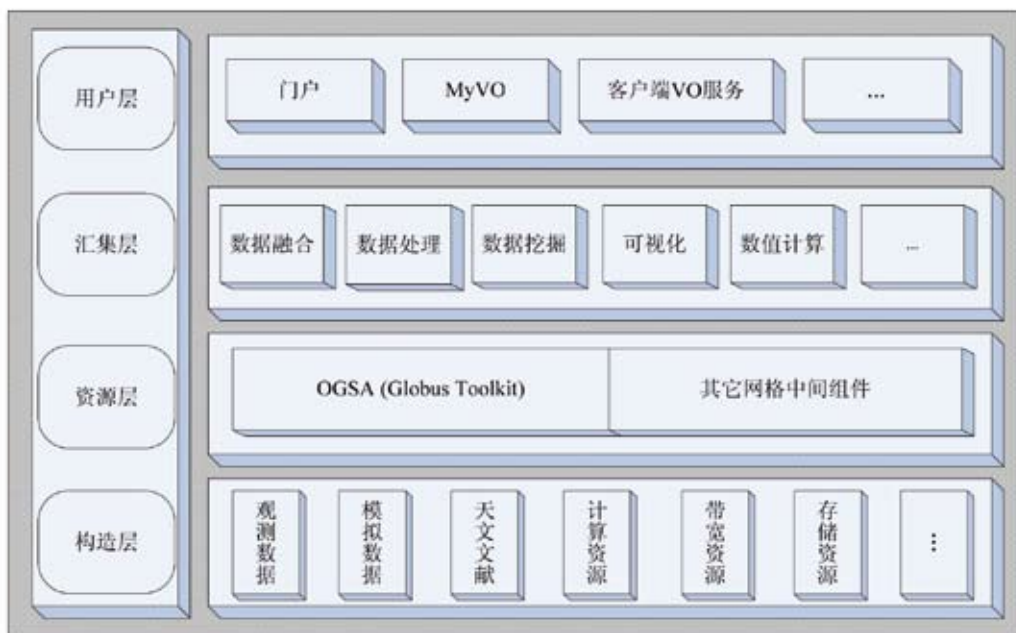 用户层
门户
MyVO
客户端VO服务
...
汇集层
数据融合
数据处理
数据挖掘
可视化
数值计算
...
资源层
OGSA (Globus Toolkit)
其它网格中间组件
构造层
观测数据
模拟数据
天文文献
计算资源
带宽资源
存储资源
...